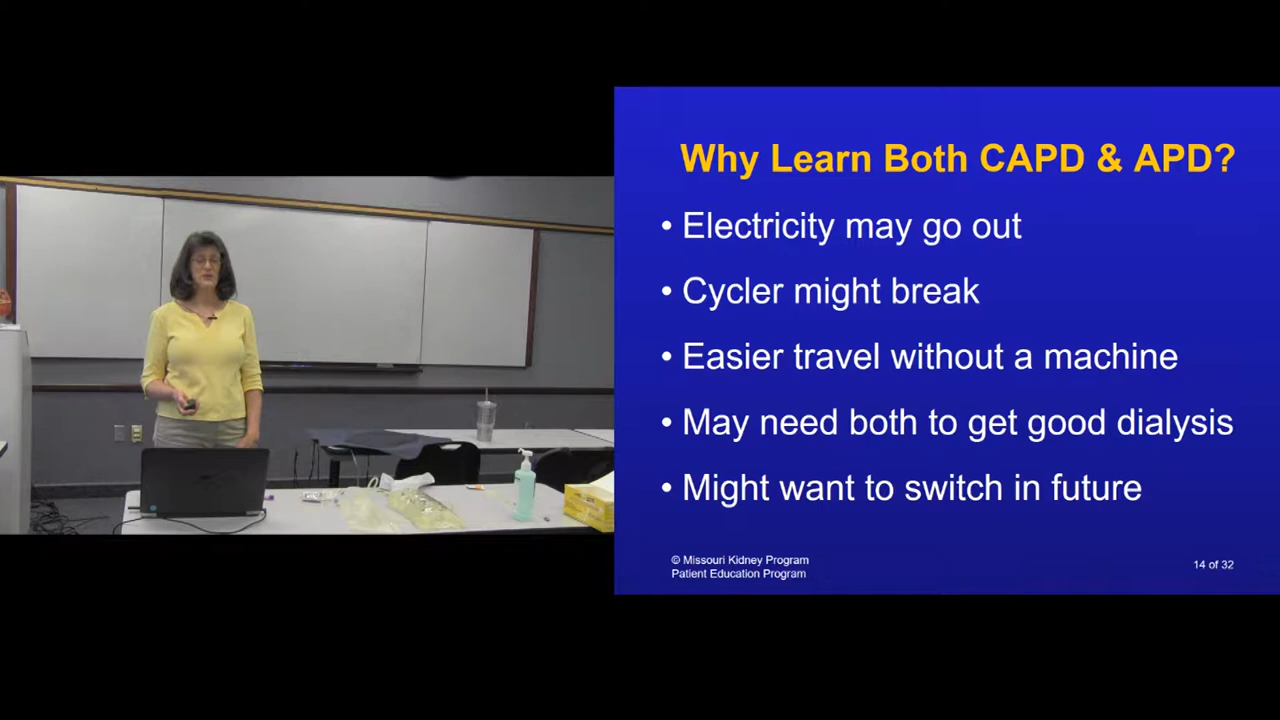 Why Learn Both CAPD & APD?
• Electricity may go out
• Cycler might break
• Easier travel without a machine
• May need both to get good dialysis
• Might want to switch in future
© Missouri Kidney Program
Patient Education Program
14 of 32